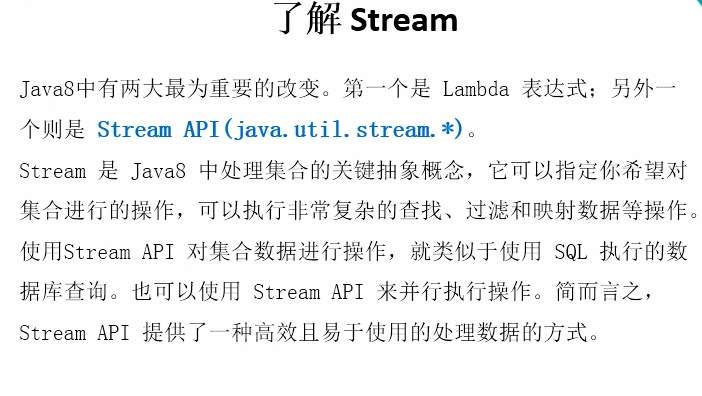 了解 Stream
Java8中有两大最为重要的改变。第一个是 Lambda 表达式；另外一
个则是 Stream API(java.util.stream.*)。
Stream 是 Java8 中处理集合的关键抽象概念，它可以指定你希望对
集合进行的操作，可以执行非常复杂的查找、过滤和映射数据等操作。
使用Stream API 对集合数据进行操作，就类似于使用 SQL 执行的数
据库查询。也可以使用 Stream API 来并行执行操作。简而言之，
Stream API 提供了一种高效且易于使用的处理数据的方式。